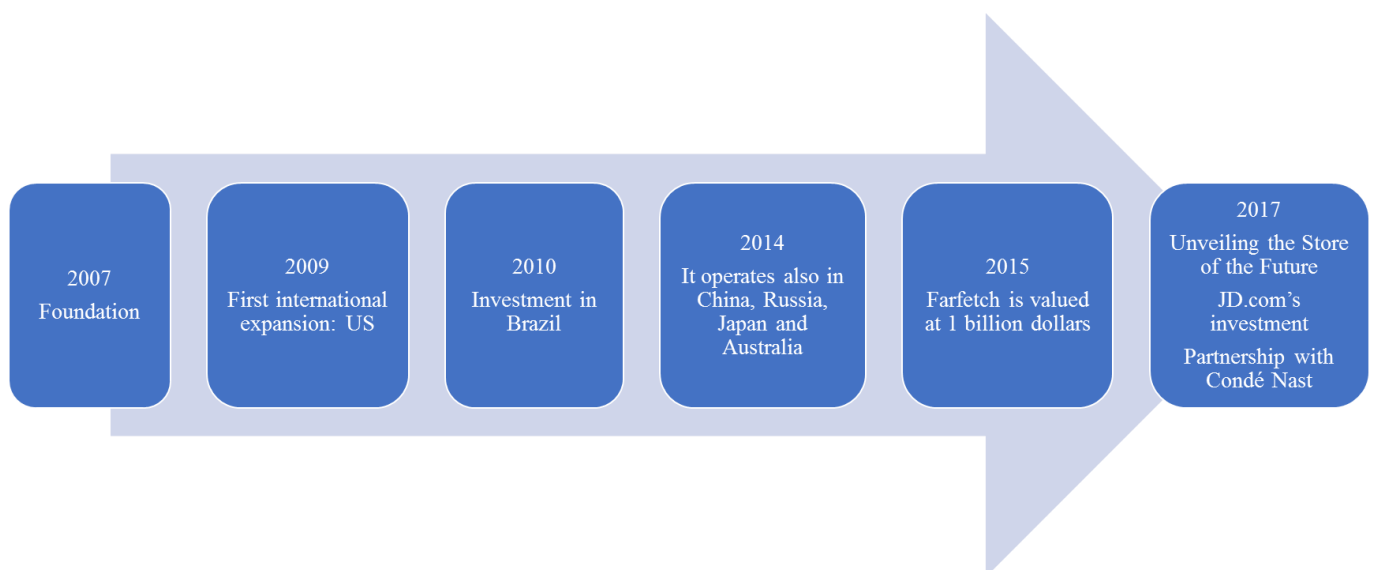 2007
Foundation
2009
First international
expansion: US
2010
Investment in
Brazil
2014
It operates also in
China, Russia,
Japan and
Australia
2015
Farfetch is valued
at 1 billion dollars
2017
Unveiling the Store
of the Future
JD.com’s
investment
Partnership with
Condé Nast